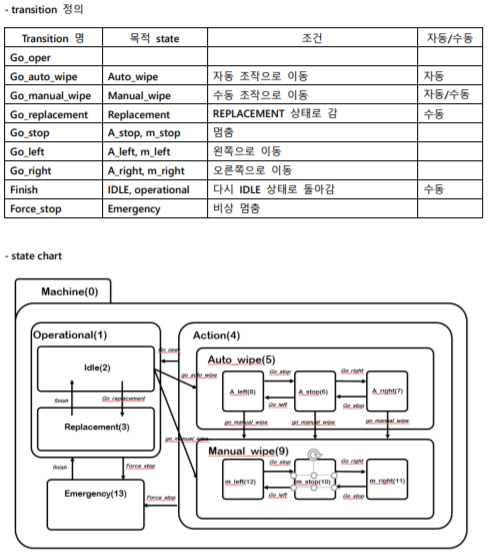 - transition 정의
Transition 명 목적 state 조건 자동/수동
Go_oper
Go_auto_wipe Auto_wipe 자동 조작으로 이동 자동
Go_manual_wipe Manual_wipe 수동 조작으로 이동 자동/수동
Go_replacement Replacement REPLACEMENT 상태로 감 수동
Go_stop A_stop, m_stop 멈춤
Go_left A_left, m_left 왼쪽으로 이동
Go_right A_right, m_right 오른쪽으로 이동
Finish IDLE, operational 다시 IDLE 상태로 돌아감 수동
Force_stop Emergency 비상 멈춤
- state chart
Machine(0)
Operational(1)
Idle(2)
finish
Go_replacement
Replacement(3)
finish
Force_stop
Emergency(13)
Go_oper
go_auto_wipe
go_manual_wipe
Force_stop
Action(4)
Auto_wipe(5)
Go_stop
Go_right
A_left(8)
A_stop(6)
A_right(7)
Go_left
Go_stop
go_manual_wipe
go_manual_wipe
go_manual_wipe
Manual_wipe(9)
Go_stop
Go_right
m_left(12)
m_stop(10)
m_right(11)
Go_left
Go_stop